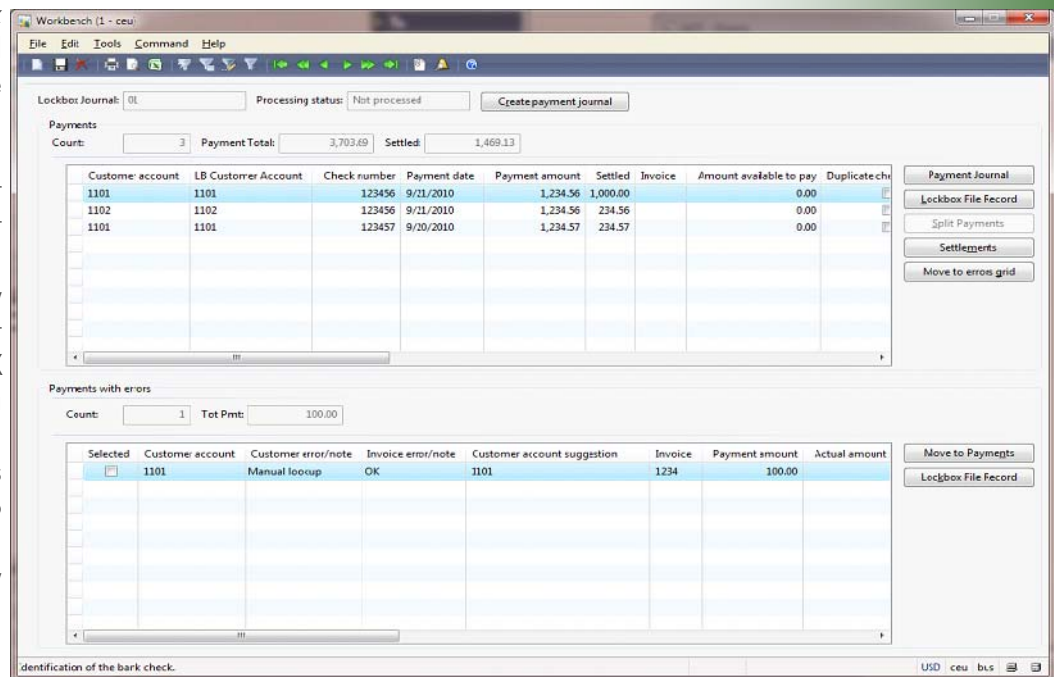 Workbench (1 - ceu)
File Edit Tools Command Help
Lockbox Journal: 01 Processing status: Not processed Create payment journal
Payments
Count: 3 Payment Total: 3,703.69 Settled: 1,469.13
Customer account LB Customer Account Check number Payment date Payment amount Settled Invoice Amount available to pay Duplicate che
1101 1101 123456 9/21/2010 1,234.56 1,000.00 0.00
1102 1102 123456 9/21/2010 1,234.56 234.56 0.00
1101 1101 123457 9/20/2010 1,234.57 234.57 0.00
Payment Journal
Lockbox File Record
Split Payments
Settlements
Move to errors grid
Payments with errors
Count: 1 Tot Pmt: 100.00
Selected Customer account Customer error/note Invoice error/note Customer account suggestion Invoice Payment amount Actual amount
1101 Manual lookup OK 1101 1234 100.00
Move to Payments
Lockbox File Record
Identification of the bank check. USD ceu bus